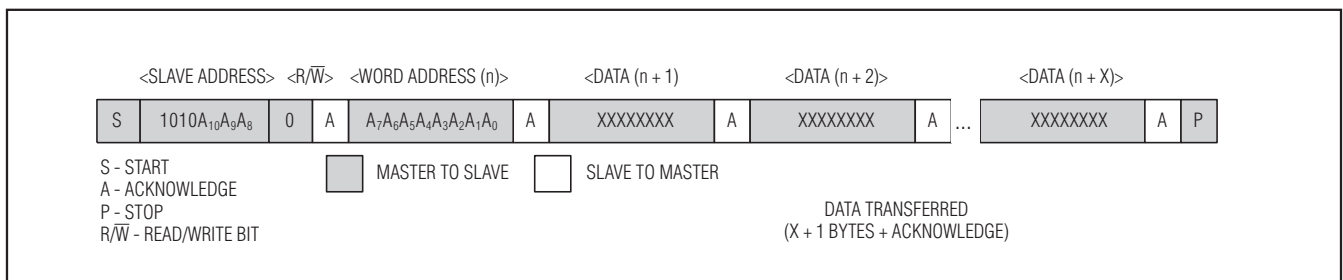 <SLAVE ADDRESS> <R/W̅> <WORD ADDRESS (n)> <DATA (n + 1) <DATA (n + 2)> <DATA (n + X)>
S 1010A₁₀A₉A₈ 0 A A₇A₆A₅A₄A₃A₂A₁A₀ A XXXXXXXX A XXXXXXXX A ... XXXXXXXX A P
S - START
A - ACKNOWLEDGE
P - STOP
R/W̅ - READ/WRITE BIT
MASTER TO SLAVE
SLAVE TO MASTER
DATA TRANSFERRED
(X + 1 BYTES + ACKNOWLEDGE)